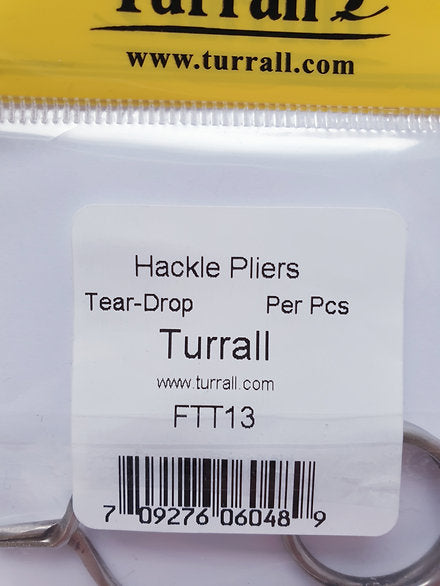 Turrall
www.turrall.com
Hackle Pliers
Tear-Drop Per Pcs
Turrall
www.turrall.com
FTT13
7 09276 06048 9